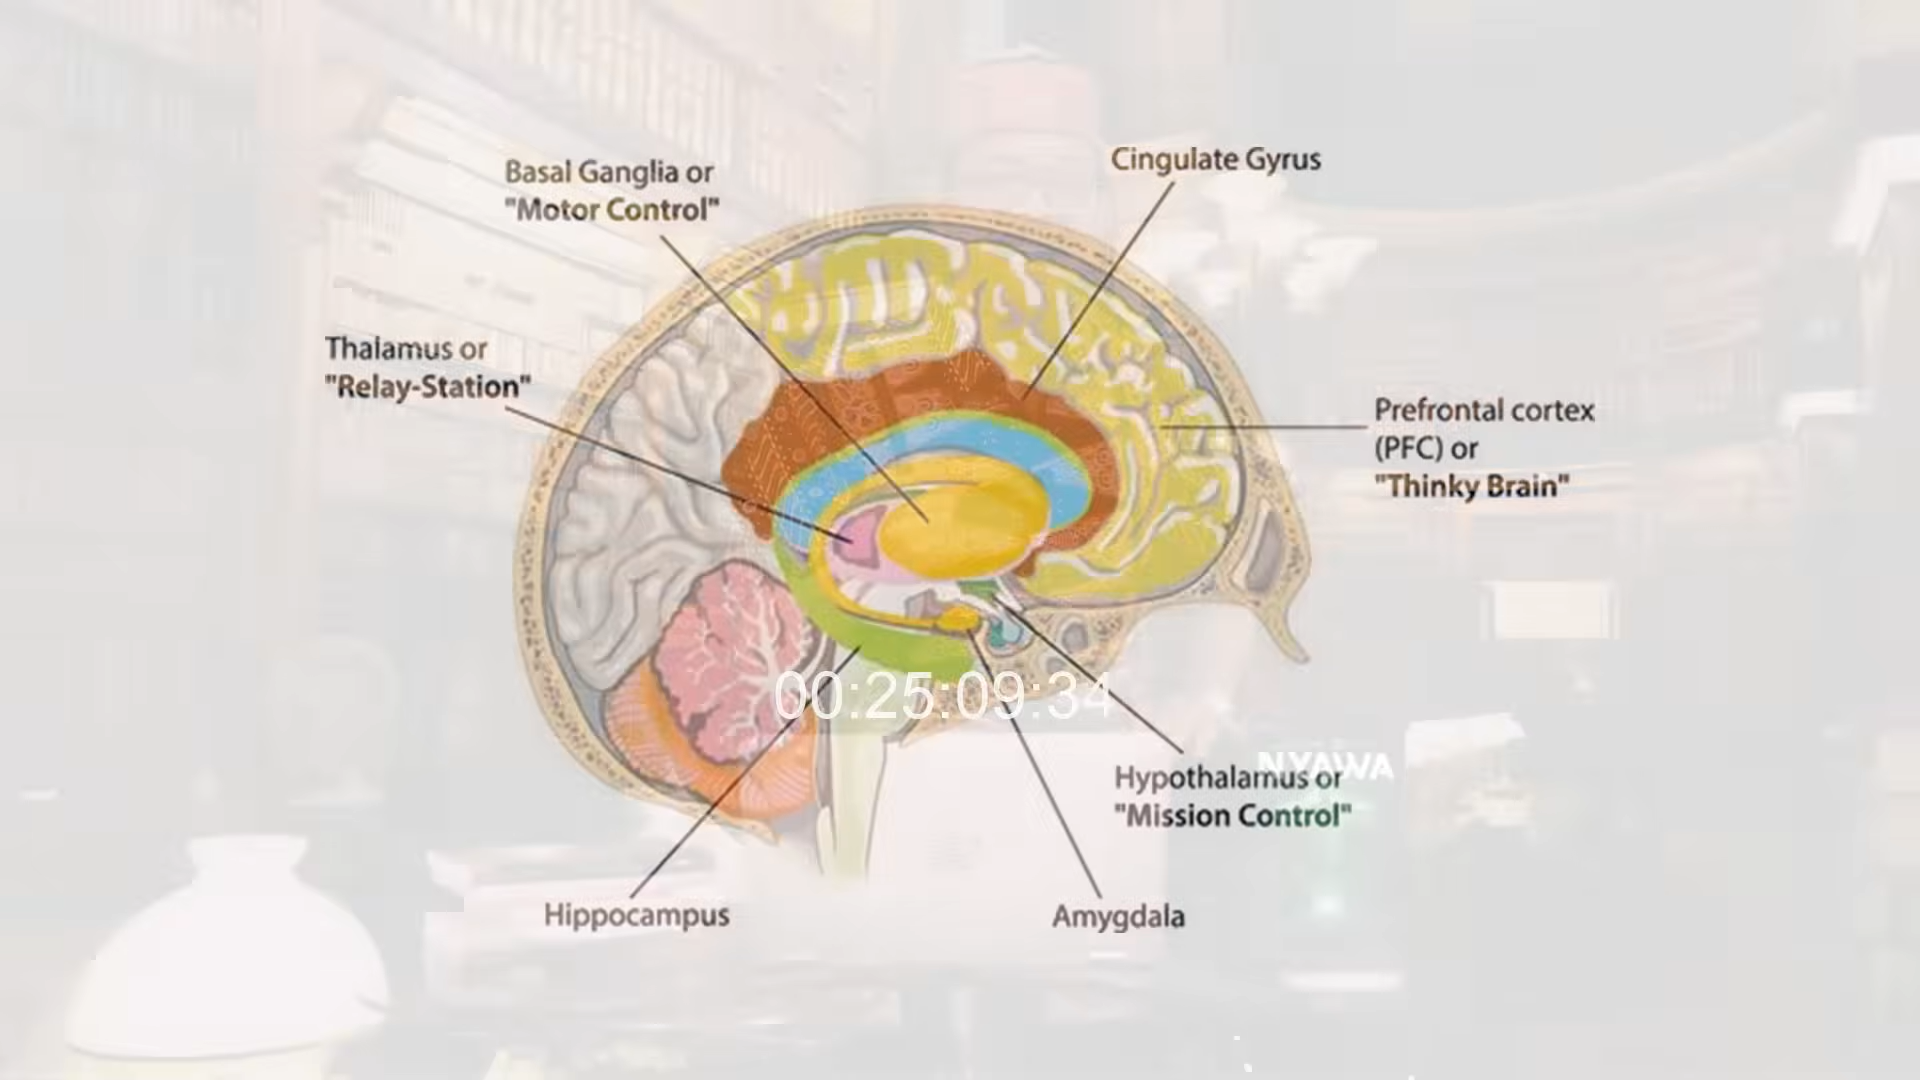 Basal Ganglia or
"Motor Control"
Cingulate Gyrus
Thalamus or
"Relay-Station"
Prefrontal cortex
(PFC) or
"Thinky Brain"
00:25:09:34
NYAWA
Hypothalamus or
"Mission Control"
Hippocampus
Amygdala